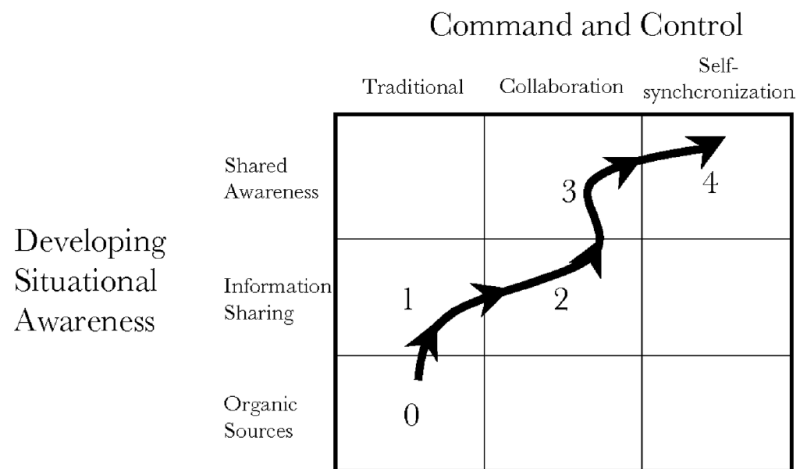 Command and Control
Traditional
Collaboration
Self-
synchcronization
Shared
Awareness
3
4
Developing
Situational
Awareness
Information
Sharing
1
2
Organic
Sources
0